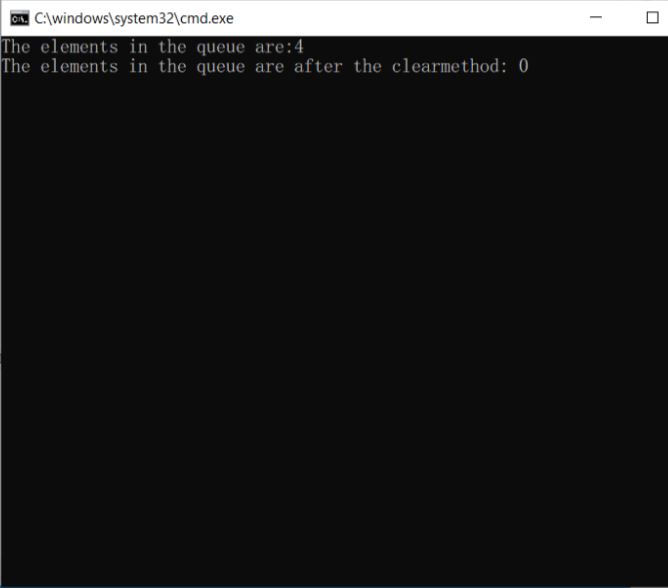 C:\windows\system32\cmd.exe
The elements in the queue are:4
The elements in the queue are after the clearmethod: 0